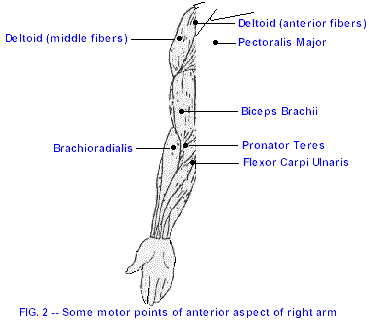 Deltoid (anterior fibers)
Deltoid (middle fibers)
Pectoralis Major
Biceps Brachii
Brachioradialis
Pronator Teres
Flexor Carpi Ulnaris
FIG. 2 -- Some motor points of anterior aspect of right arm